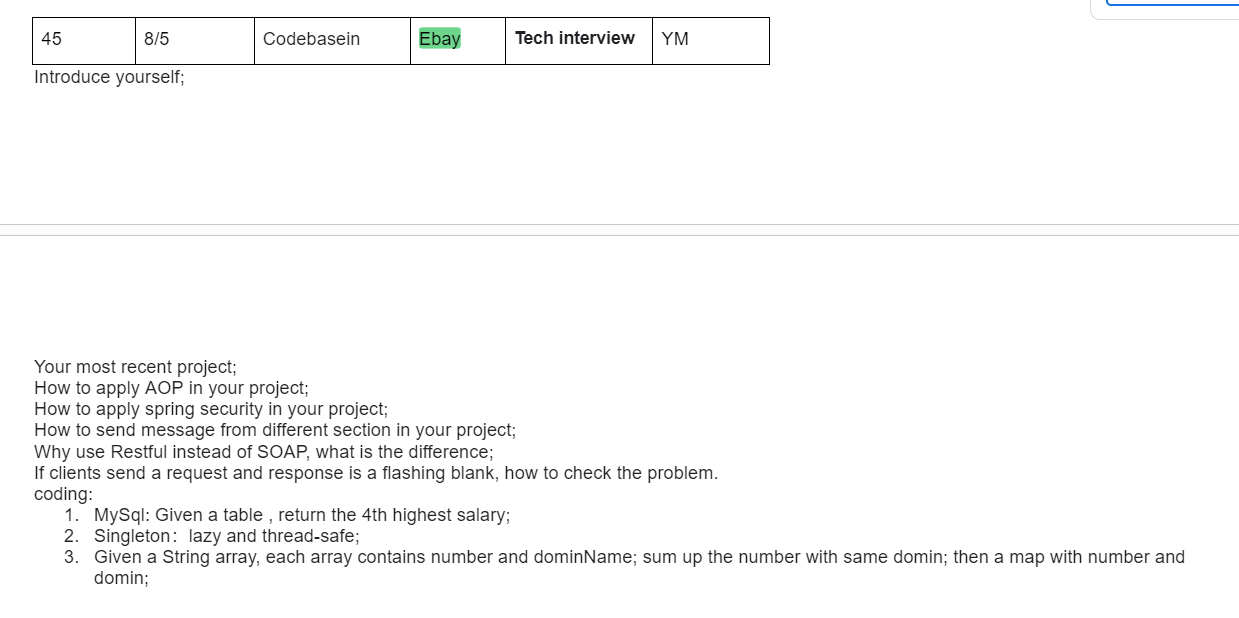 45 8/5 Codebasein Ebay Tech interview YM
Introduce yourself;
Your most recent project;
How to apply AOP in your project;
How to apply spring security in your project;
How to send message from different section in your project;
Why use Restful instead of SOAP, what is the difference;
If clients send a request and response is a flashing blank, how to check the problem.
coding:
1. MySql: Given a table , return the 4th highest salary;
2. Singleton：lazy and thread-safe;
3. Given a String array, each array contains number and dominName; sum up the number with same domin; then a map with number and
domin;